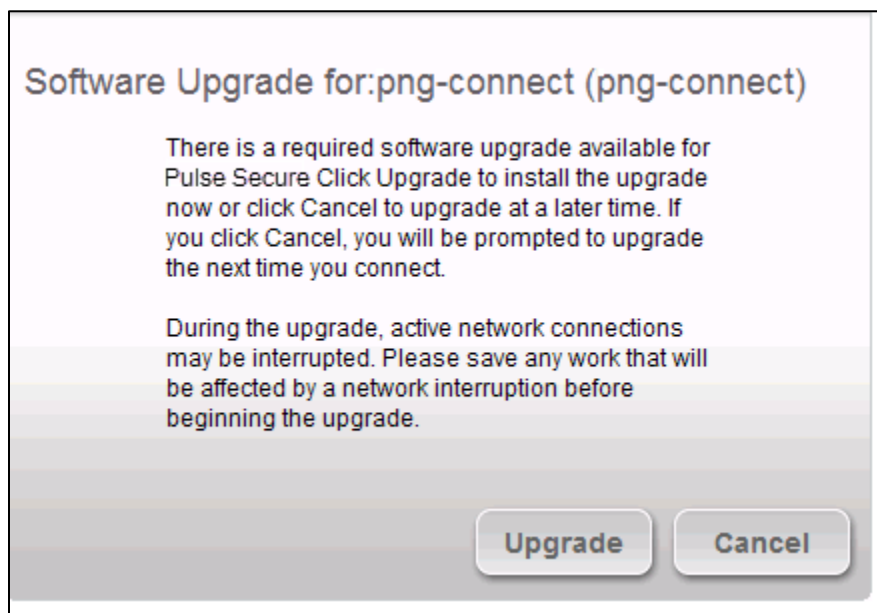 Software Upgrade for:png-connect (png-connect)
There is a required software upgrade available for
Pulse Secure Click Upgrade to install the upgrade
now or click Cancel to upgrade at a later time. If
you click Cancel, you will be prompted to upgrade
the next time you connect.
During the upgrade, active network connections
may be interrupted. Please save any work that will
be affected by a network interruption before
beginning the upgrade.
Upgrade Cancel